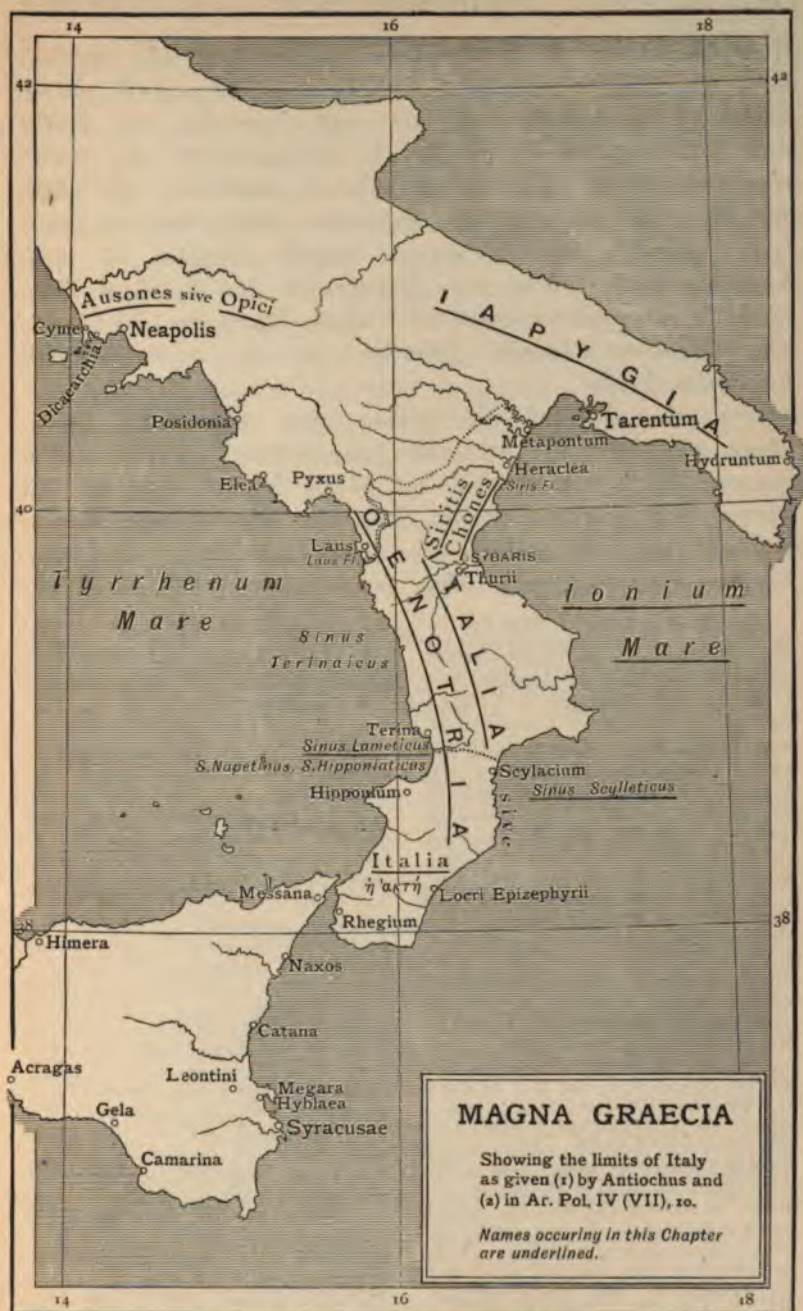 14 16 18
42 42
Ausones sive Opici
IAPYGIA
Cyme
Neapolis
Dicaearchia
Tarentum
Posidonia
Metapontum
Heraclea
Hydruntum
Siris Fl.
Elea
Pyxus
40
Siritis
Chones
OENOTRIA
Laus
Laus Fl.
SYBARIS
Thurii
ITALIA
Tyrrhenum
Mare
Ionium
Mare
Sinus
Terinaicus
Terina
Sinus Lameticus
S. Napetinus, S. Hipponiaticus
Scylacium
Sinus Scylleticus
Hipponium
sive
Italia
ἡ ἀκτή
Messana
Locri Epizephyrii
Rhegium
38 38
Himera
Naxos
Catana
Acragas
Leontini
Megara
Hyblaea
Gela
Syracusae
Camarina
MAGNA GRAECIA
Showing the limits of Italy
as given (1) by Antiochus and
(2) in Ar. Pol. IV (VII), 10.
Names occuring in this Chapter
are underlined.
14 16 18